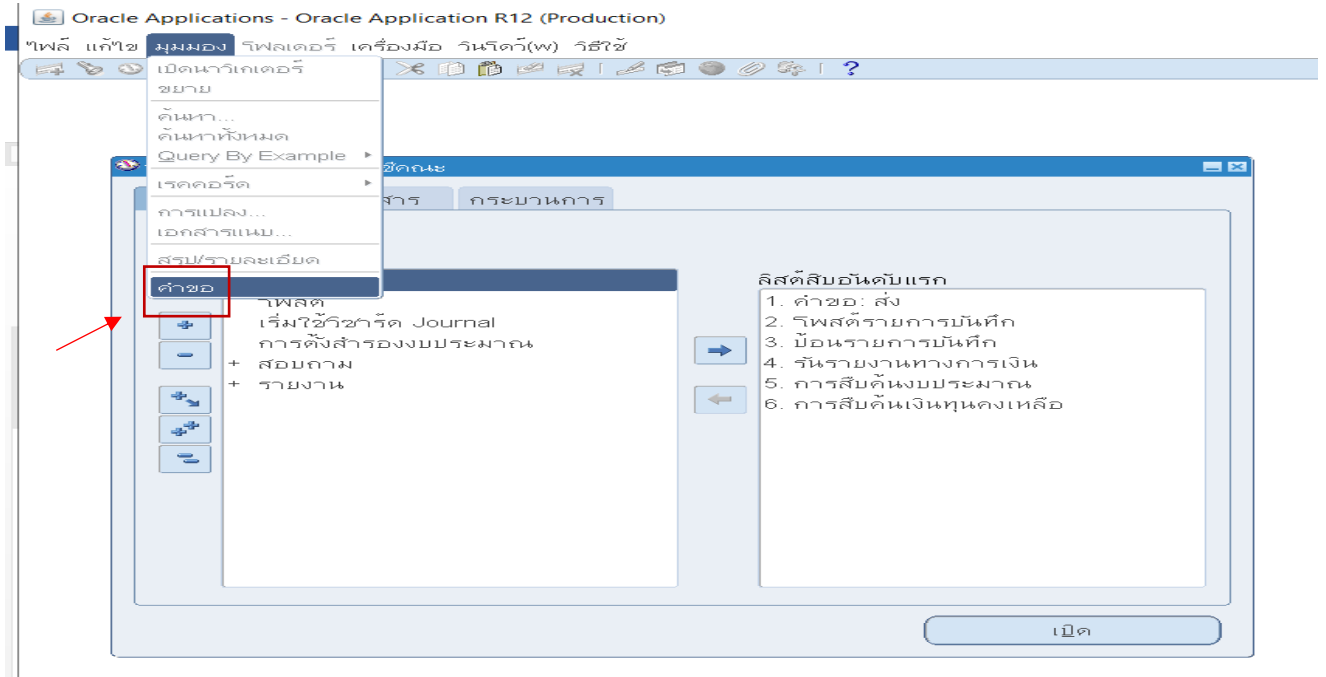 Oracle Applications - Oracle Application R12 (Production)
ไฟล์ แก้ไข มุมมอง โฟลเดอร์ เครื่องมือ วินโดว์(w) วิธีใช้
เปิดนาวิเกเตอร์
ขยาย
ค้นหา...
ค้นหาทั้งหมด
Query By Example
เรคคอร์ด
การแปลง...
เอกสารแนบ...
สรุป/รายละเอียด
คำขอ
กระบวนการ
เริ่มใช้วิซาร์ด Journal
การตั้งสำรองงบประมาณ
+ สอบถาม
+ รายงาน
ลิสต์สิบอันดับแรก
1. คำขอ: ส่ง
2. โพสต์รายการบันทึก
3. ป้อนรายการบันทึก
4. รันรายงานทางการเงิน
5. การสืบค้นงบประมาณ
6. การสืบค้นเงินทุนคงเหลือ
เปิด